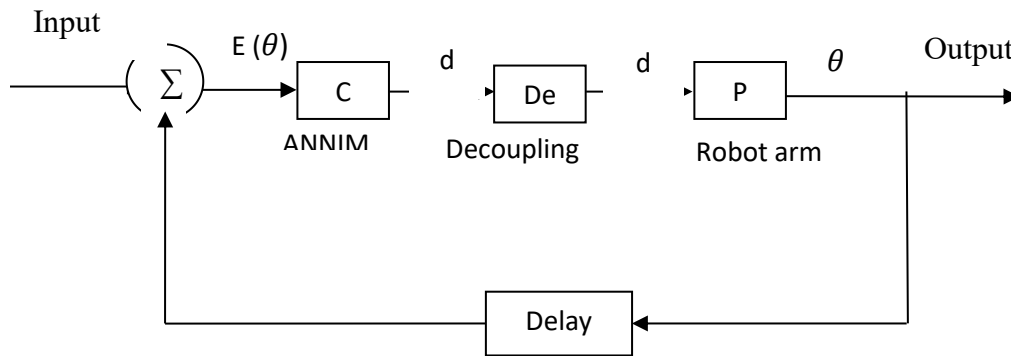 Input
Σ
E (θ)
C
ANNIM
d
De
Decoupling
d
P
Robot arm
θ
Output
Delay